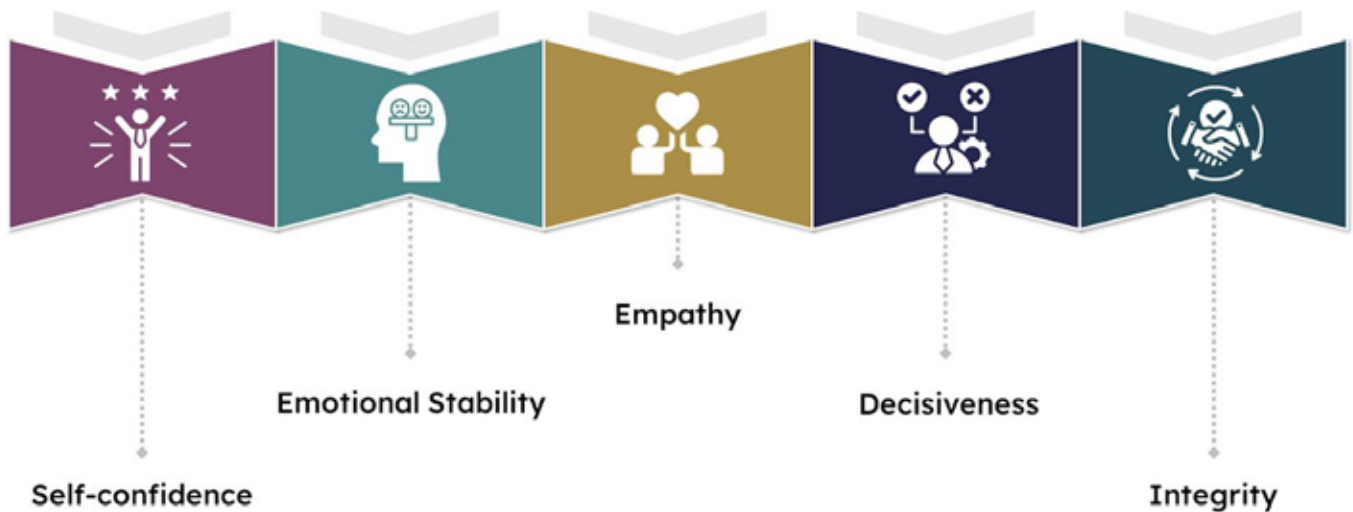 Self-confidence
Emotional Stability
Empathy
Decisiveness
Integrity